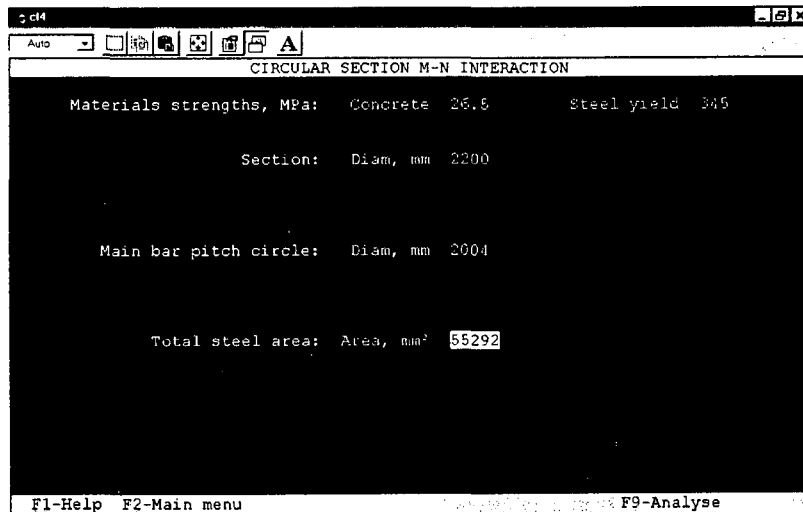 cl4
Auto
A
CIRCULAR SECTION M-N INTERACTION
Materials strengths, MPa: Concrete 26.5 Steel yield 345
Section: Diam, mm 2200
Main bar pitch circle: Diam, mm 2004
Total steel area: Area, mm² 55292
F1-Help F2-Main menu F9-Analyse